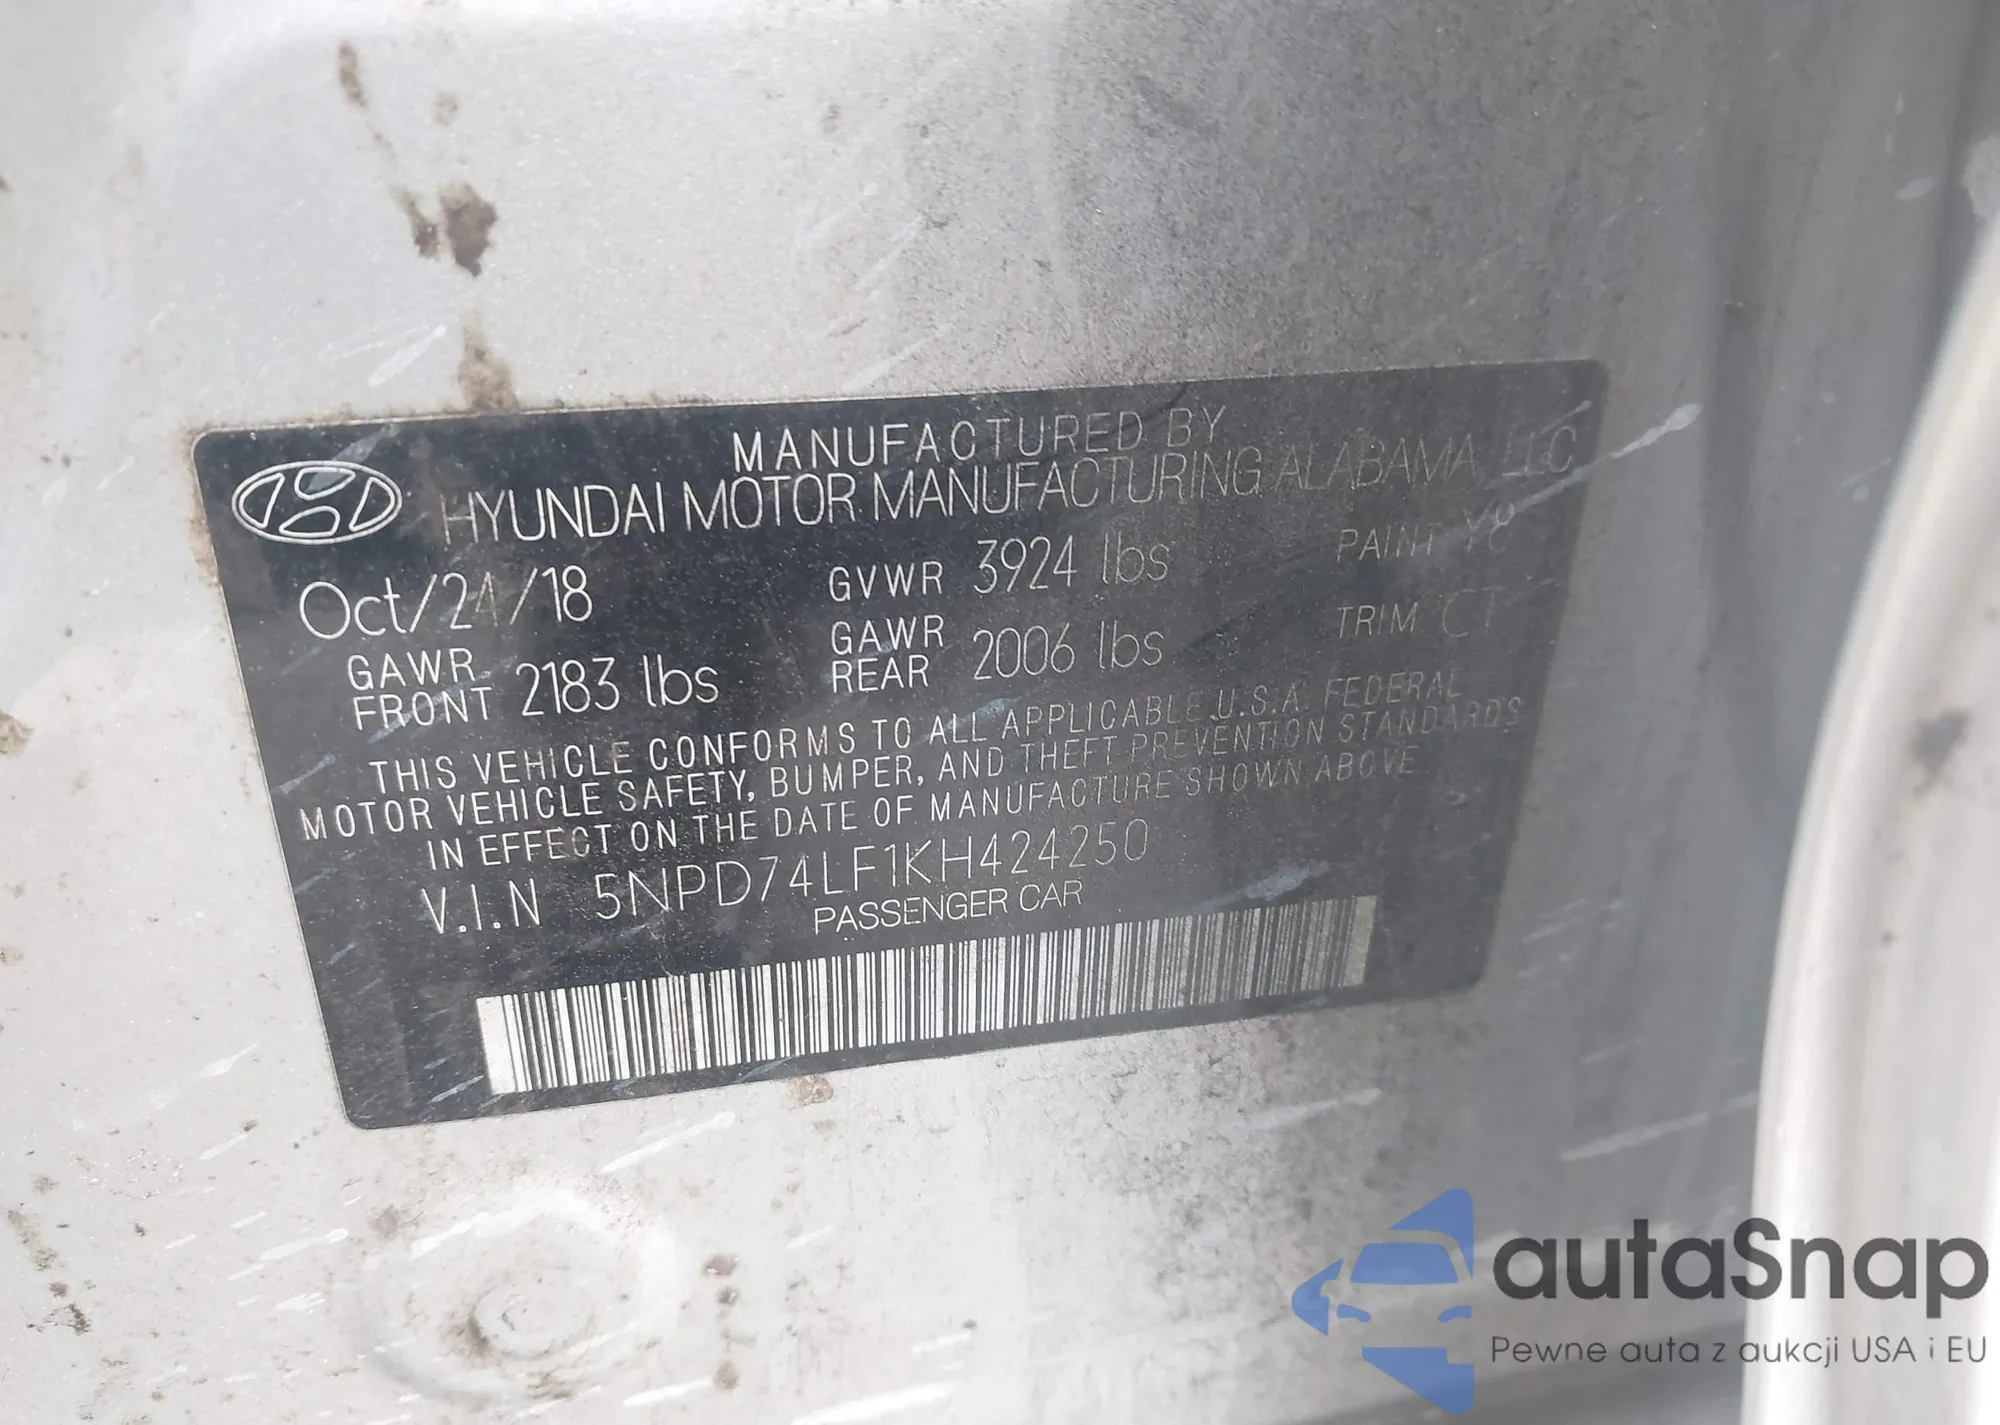 MANUFACTURED BY
HYUNDAI MOTOR MANUFACTURING ALABAMA, LLC
Oct/24/18
GVWR 3924 lbs
PAINT Y8
GAWR FRONT 2183 lbs
GAWR REAR 2006 lbs
TRIM CT
THIS VEHICLE CONFORMS TO ALL APPLICABLE U.S.A. FEDERAL
MOTOR VEHICLE SAFETY, BUMPER, AND THEFT PREVENTION STANDARDS
IN EFFECT ON THE DATE OF MANUFACTURE SHOWN ABOVE
V.I.N 5NPD74LF1KH424250
PASSENGER CAR
autaSnap
Pewne auta z aukcji USA i EU